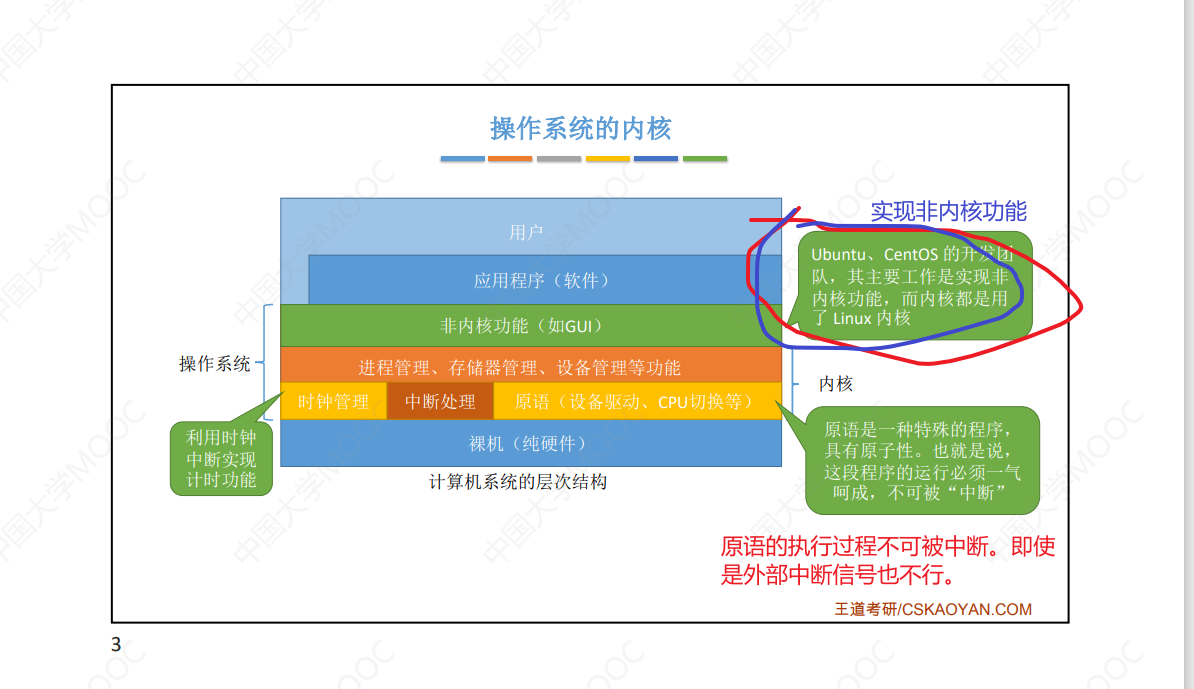 操作系统的内核
实现非内核功能
用户
Ubuntu、CentOS 的开发团
队，其主要工作是实现非
内核功能，而内核都是用
了 Linux 内核
应用程序（软件）
非内核功能（如GUI）
操作系统
进程管理、存储器管理、设备管理等功能
内核
时钟管理
中断处理
原语（设备驱动、CPU切换等）
利用时钟
中断实现
计时功能
原语是一种特殊的程序，
具有原子性。也就是说，
这段程序的运行必须一气
呵成，不可被“中断”
裸机（纯硬件）
计算机系统的层次结构
原语的执行过程不可被中断。即使
是外部中断信号也不行。
王道考研/CSKAOYAN.COM
3
中国大学MOOC